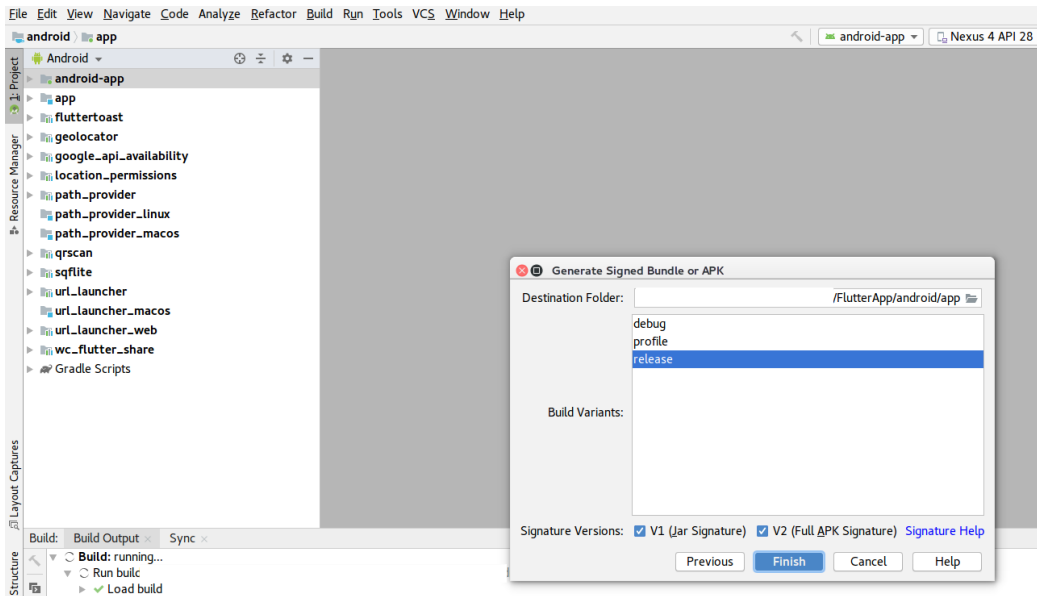 File Edit View Navigate Code Analyze Refactor Build Run Tools VCS Window Help
android app
android-app Nexus 4 API 28
1: Project
Resource Manager
Layout Captures
Structure
Android
android-app
app
fluttertoast
geolocator
google_api_availability
location_permissions
path_provider
path_provider_linux
path_provider_macos
qrscan
sqflite
url_launcher
url_launcher_macos
url_launcher_web
wc_flutter_share
Gradle Scripts
Generate Signed Bundle or APK
Destination Folder: /FlutterApp/android/app
debug
profile
release
Build Variants:
Signature Versions: V1 (Jar Signature) V2 (Full APK Signature) Signature Help
Previous Finish Cancel Help
Build: Build Output Sync
Build: running...
Run build
Load build